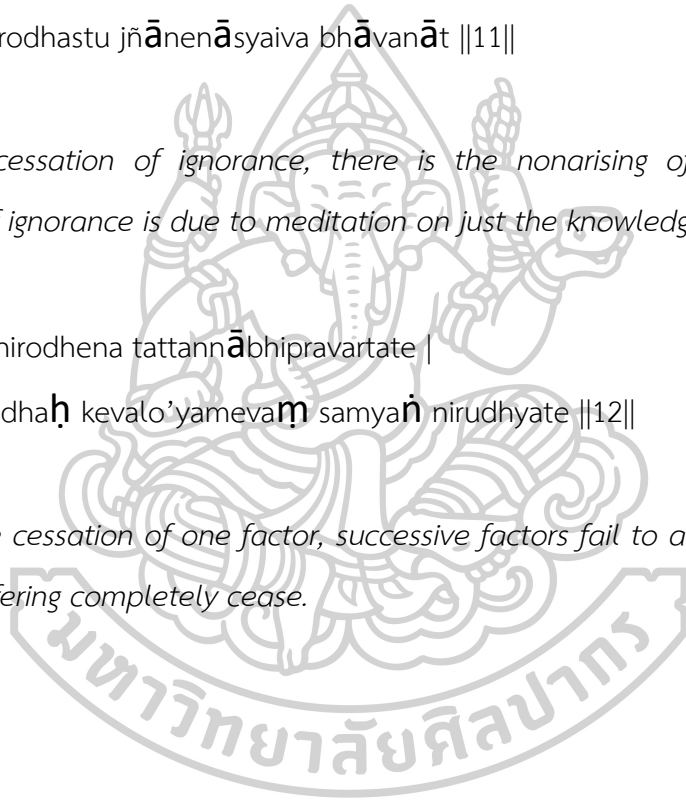 rodhastu jñānenāsyaiva bhāvanāt ||11||
cessation of ignorance, there is the nonarising of
ignorance is due to meditation on just the knowledg
nirodhena tattannābhipravartate |
dhaḥ kevalo'yamevaṃ samyaṅ nirudhyate ||12||
cessation of one factor, successive factors fail to a
fering completely cease.
มหาวิทยาลัยศิลปากร